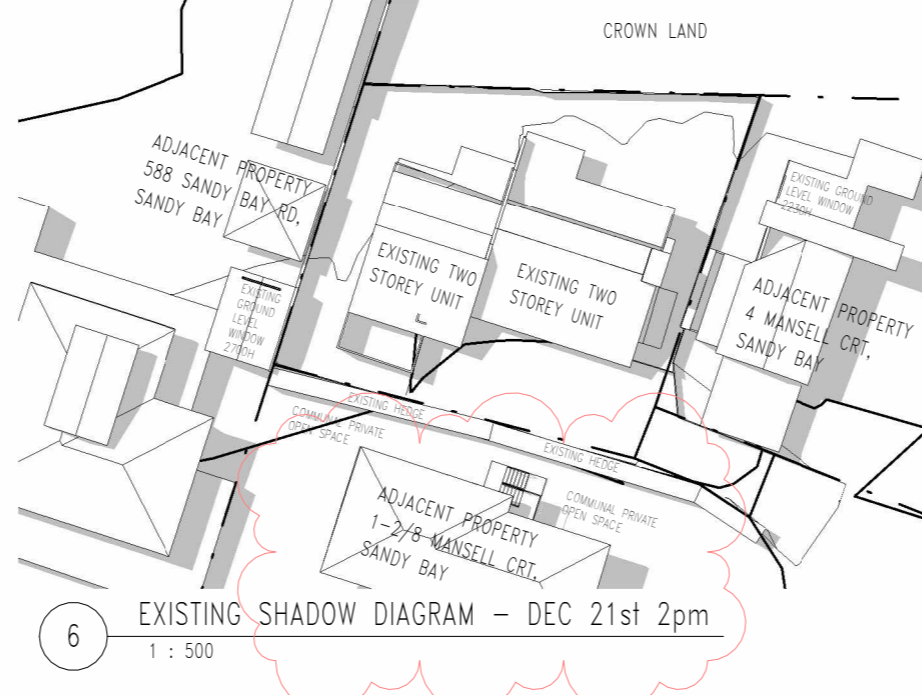 CROWN LAND
ADJACENT PROPERTY
588 SANDY BAY RD,
SANDY BAY
EXISTING GROUND
LEVEL WINDOW
2230H
EXISTING TWO
STOREY UNIT
EXISTING TWO
STOREY UNIT
ADJACENT PROPERTY
4 MANSELL CRT,
SANDY BAY
EXISTING
GROUND
LEVEL
WINDOW
2700H
EXISTING HEDGE
COMMUNAL PRIVATE
OPEN SPACE
EXISTING HEDGE
COMMUNAL PRIVATE
OPEN SPACE
ADJACENT PROPERTY
1-2/8 MANSELL CRT,
SANDY BAY
6
EXISTING SHADOW DIAGRAM - DEC 21st 2pm
1 : 500